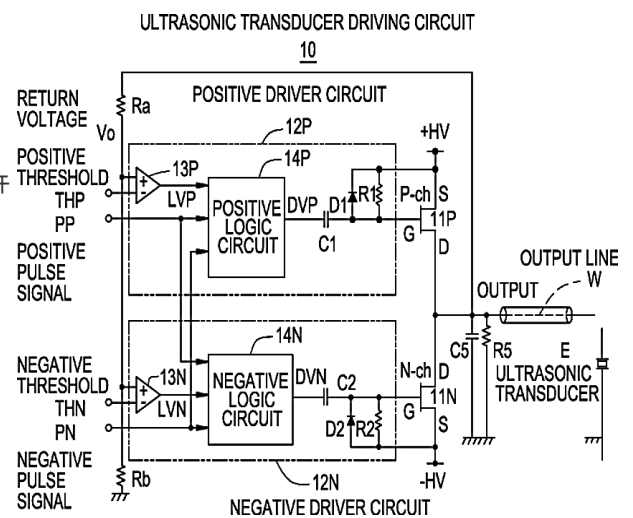 ULTRASONIC TRANSDUCER DRIVING CIRCUIT
10
RETURN
VOLTAGE
Ra
Vo
POSITIVE DRIVER CIRCUIT
12P
+HV
POSITIVE
THRESHOLD
THP
13P
+
-
LVP
PP
POSITIVE
PULSE
SIGNAL
14P
POSITIVE
LOGIC
CIRCUIT
DVP
C1
D1
R1
P-ch
S
11P
G
D
OUTPUT
OUTPUT LINE
W
C5
R5
E
ULTRASONIC
TRANSDUCER
NEGATIVE
THRESHOLD
THN
13N
+
-
LVN
PN
NEGATIVE
PULSE
SIGNAL
Rb
14N
NEGATIVE
LOGIC
CIRCUIT
DVN
C2
D2
R2
N-ch
D
11N
G
S
-HV
12N
NEGATIVE DRIVER CIRCUIT